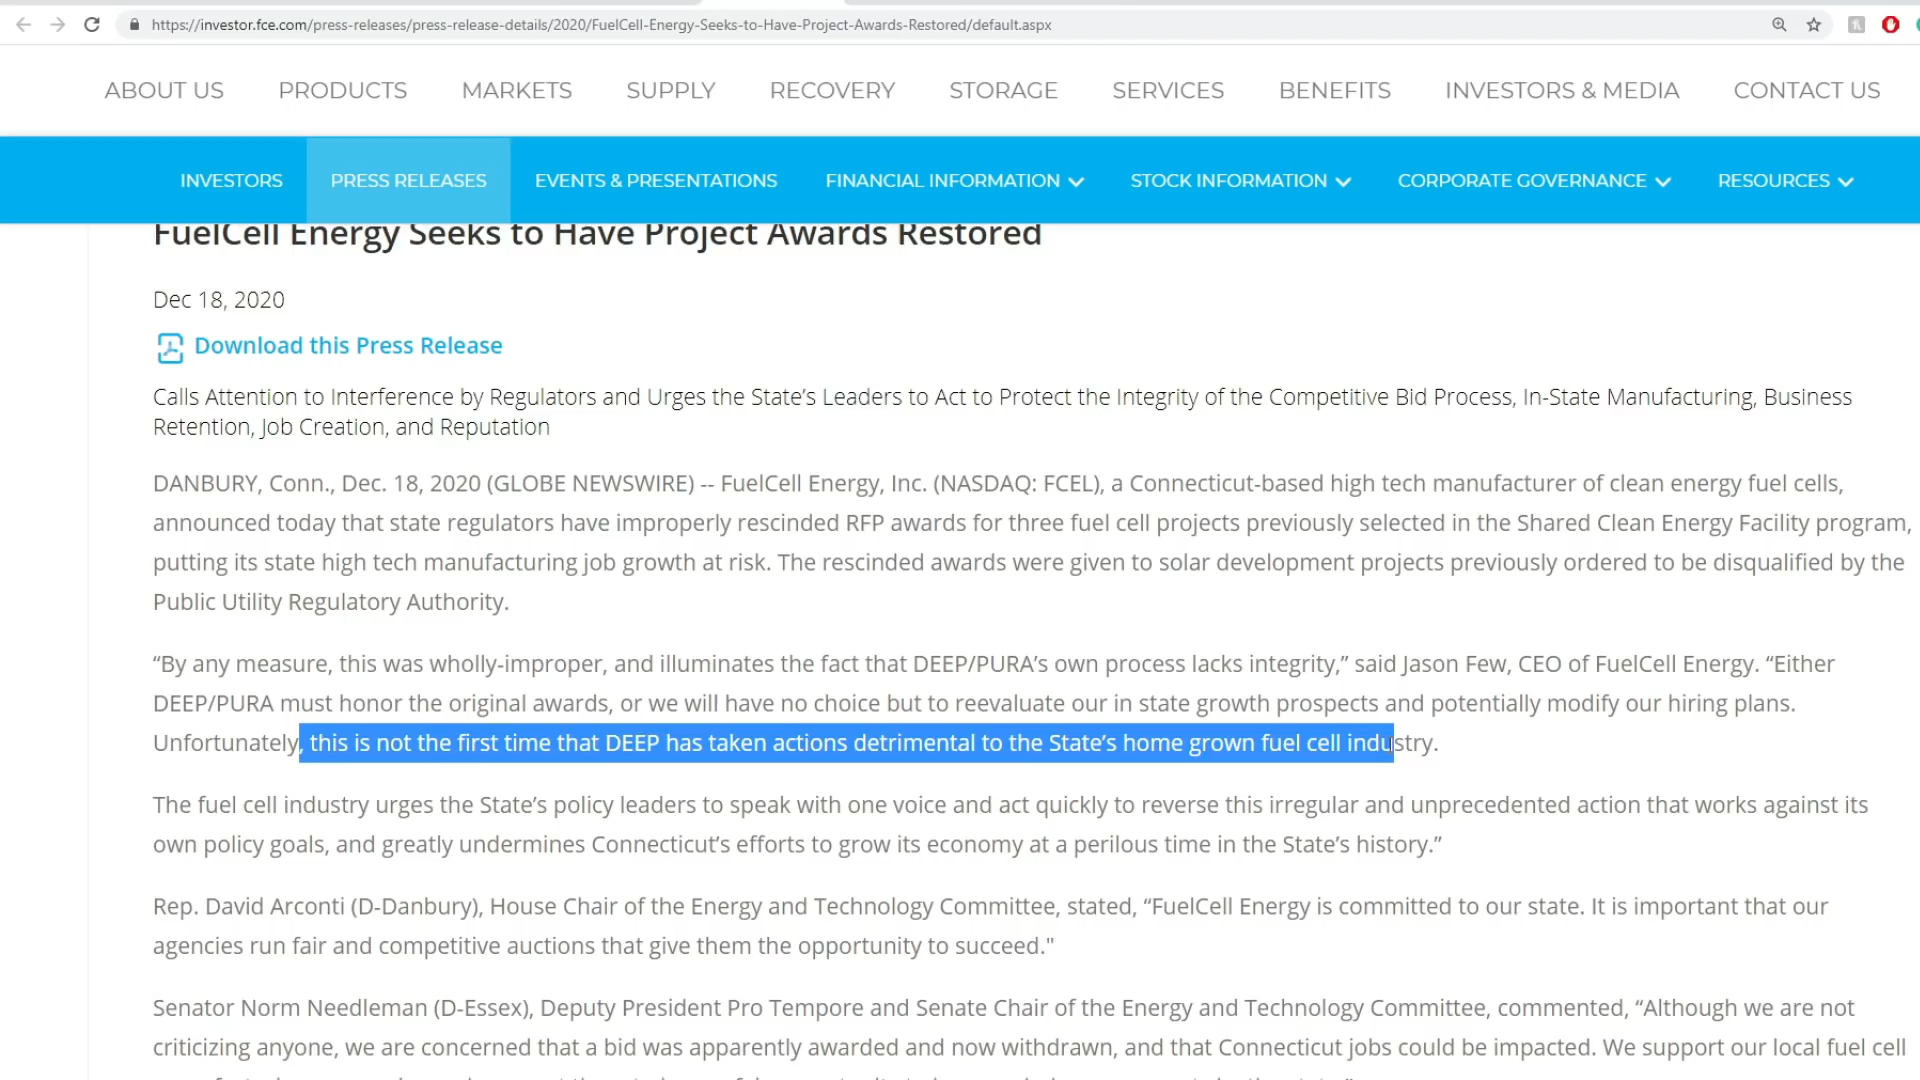 https://investor.fce.com/press-releases/press-release-details/2020/FuelCell-Energy-Seeks-to-Have-Project-Awards-Restored/default.aspx
ABOUT US PRODUCTS MARKETS SUPPLY RECOVERY STORAGE SERVICES BENEFITS INVESTORS & MEDIA CONTACT US
INVESTORS PRESS RELEASES EVENTS & PRESENTATIONS FINANCIAL INFORMATION STOCK INFORMATION CORPORATE GOVERNANCE RESOURCES
FuelCell Energy Seeks to Have Project Awards Restored
Dec 18, 2020
Download this Press Release
Calls Attention to Interference by Regulators and Urges the State’s Leaders to Act to Protect the Integrity of the Competitive Bid Process, In-State Manufacturing, Business
Retention, Job Creation, and Reputation
DANBURY, Conn., Dec. 18, 2020 (GLOBE NEWSWIRE) -- FuelCell Energy, Inc. (NASDAQ: FCEL), a Connecticut-based high tech manufacturer of clean energy fuel cells,
announced today that state regulators have improperly rescinded RFP awards for three fuel cell projects previously selected in the Shared Clean Energy Facility program,
putting its state high tech manufacturing job growth at risk. The rescinded awards were given to solar development projects previously ordered to be disqualified by the
Public Utility Regulatory Authority.
“By any measure, this was wholly-improper, and illuminates the fact that DEEP/PURA’s own process lacks integrity,” said Jason Few, CEO of FuelCell Energy. “Either
DEEP/PURA must honor the original awards, or we will have no choice but to reevaluate our in state growth prospects and potentially modify our hiring plans.
Unfortunately, this is not the first time that DEEP has taken actions detrimental to the State’s home grown fuel cell industry.
The fuel cell industry urges the State’s policy leaders to speak with one voice and act quickly to reverse this irregular and unprecedented action that works against its
own policy goals, and greatly undermines Connecticut’s efforts to grow its economy at a perilous time in the State’s history.”
Rep. David Arconti (D-Danbury), House Chair of the Energy and Technology Committee, stated, “FuelCell Energy is committed to our state. It is important that our
agencies run fair and competitive auctions that give them the opportunity to succeed."
Senator Norm Needleman (D-Essex), Deputy President Pro Tempore and Senate Chair of the Energy and Technology Committee, commented, “Although we are not
criticizing anyone, we are concerned that a bid was apparently awarded and now withdrawn, and that Connecticut jobs could be impacted. We support our local fuel cell